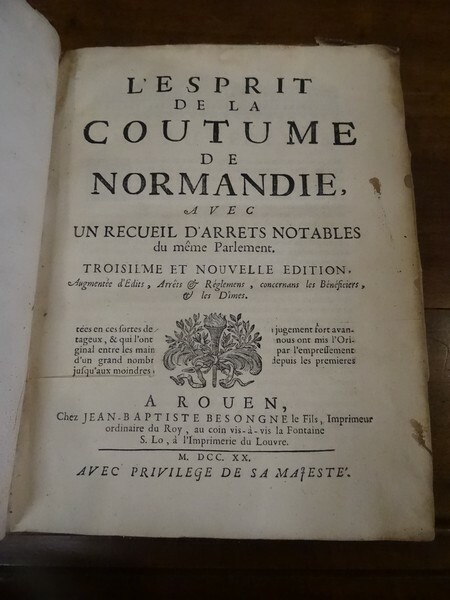 L'ESPRIT
DE LA
COUTUME
DE
NORMANDIE,
AVEC
UN RECUEIL D'ARRETS NOTABLES
du même Parlement.
TROISIEME ET NOUVELLE EDITION,
Augmentée d'Edits, Arrêts & Réglemens, concernans les Bénéficiers,
& les Dîmes.
tées en ces sortes de jugement fort avan-
tageux, & qui l'ont nous ont mis l'Ori-
ginal entre les main par l'empressement
d'un grand nombr depuis les premieres
jusqu'aux moindres
A ROUEN,
Chez JEAN-BAPTISTE BESONGNE le Fils, Imprimeur
ordinaire du Roy, au coin vis-à-vis la Fontaine
S. Lo, à l'Imprimerie du Louvre.
M. DCC. XX.
AVEC PRIVILEGE DE SA MAJESTE'.